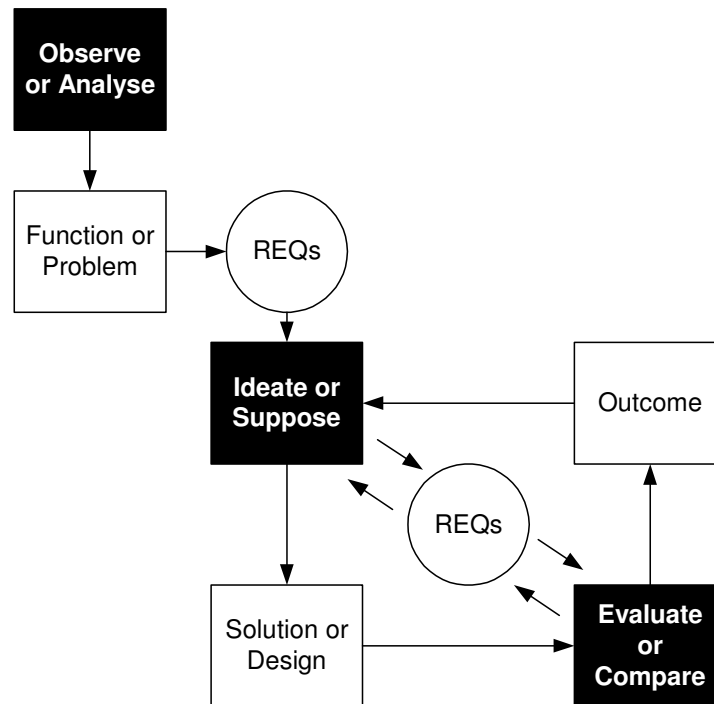 Observe
or Analyse
Function or
Problem
REQs
Ideate or
Suppose
Outcome
REQs
Solution or
Design
Evaluate
or
Compare